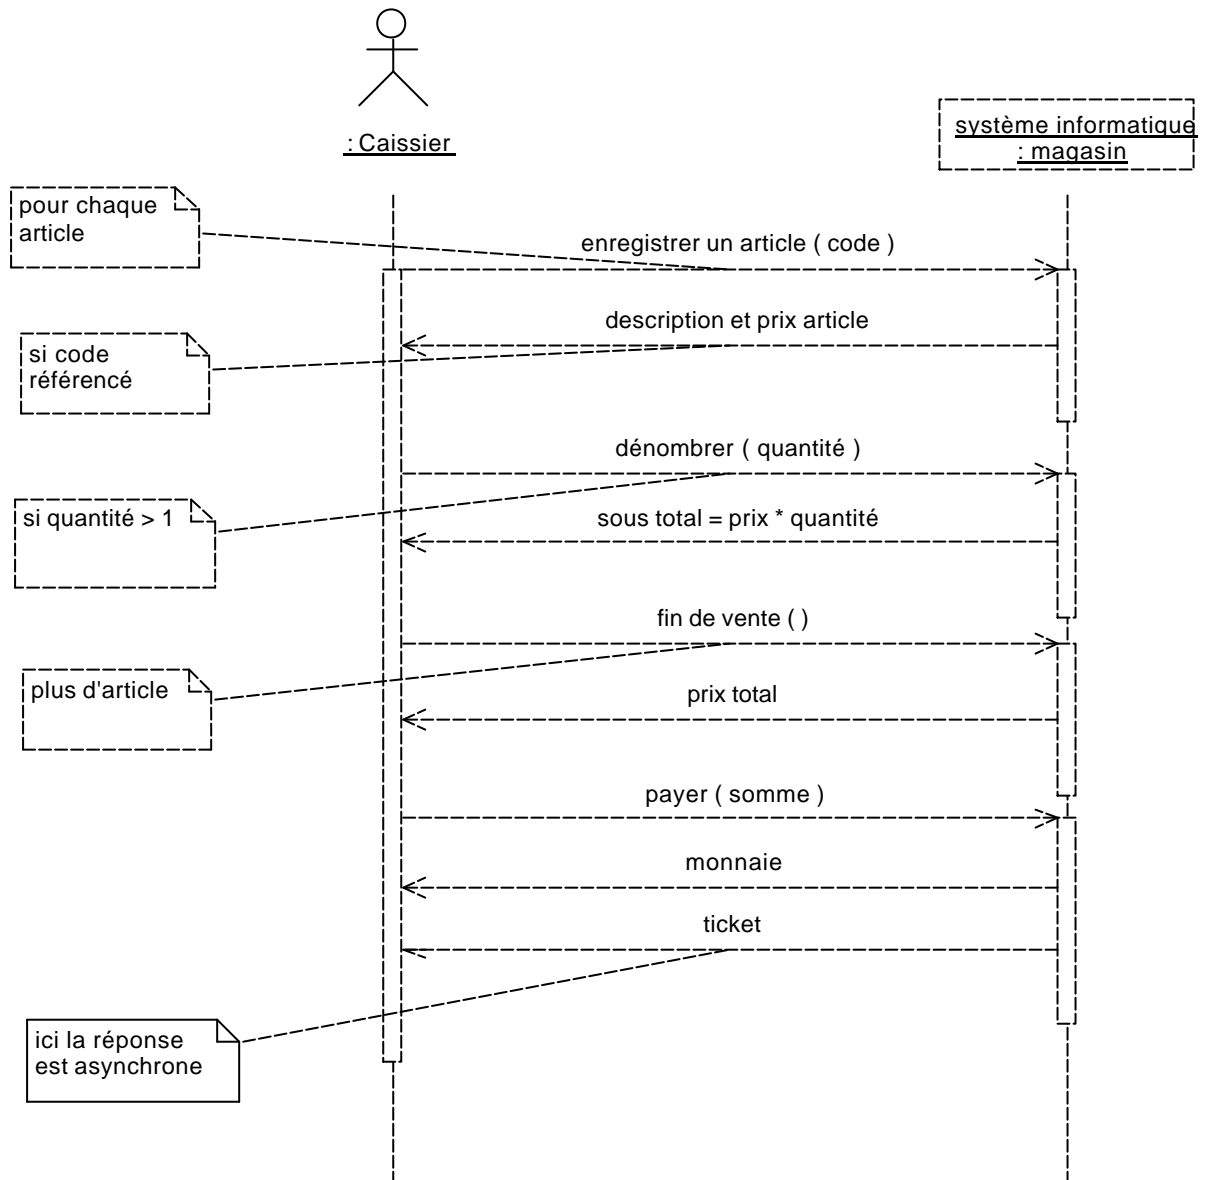 : Caissier
système informatique
: magasin
pour chaque
article
enregistrer un article ( code )
description et prix article
si code
référencé
dénombrer ( quantité )
si quantité > 1
sous total = prix * quantité
fin de vente ( )
plus d'article
prix total
payer ( somme )
monnaie
ticket
ici la réponse
est asynchrone